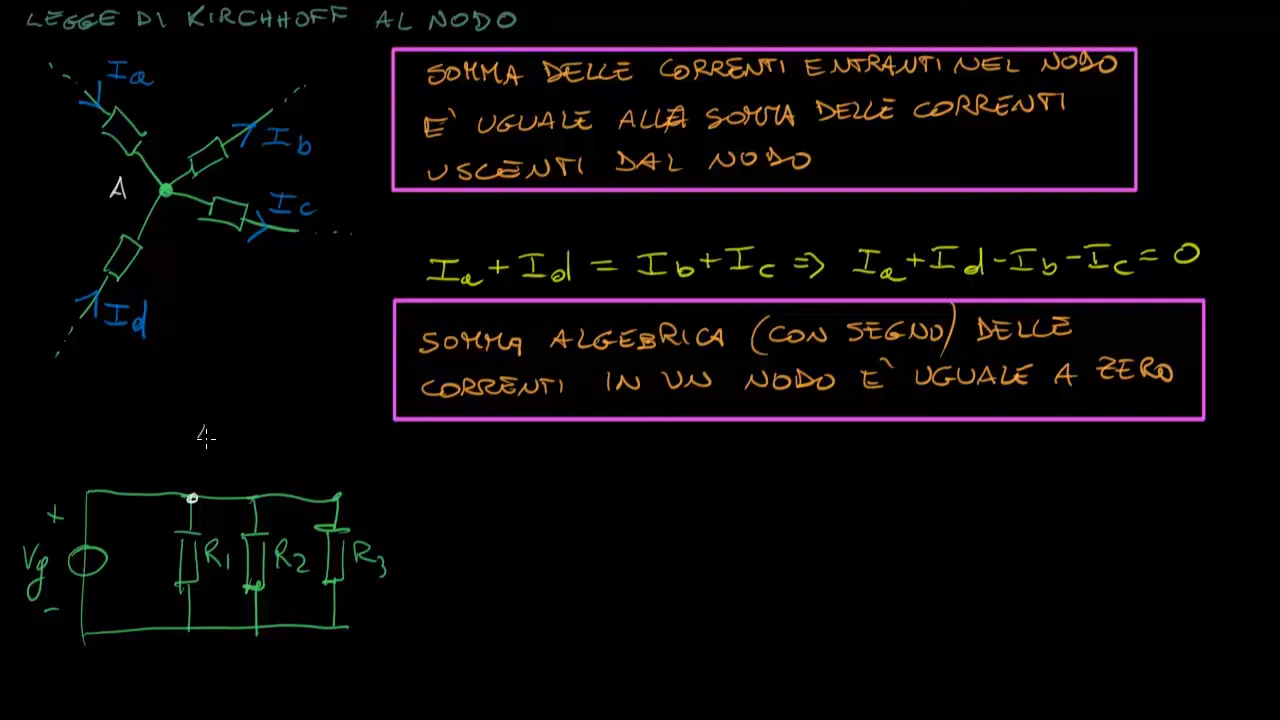 LEGGE DI KIRCHHOFF AL NODO
Ia
Ib
A
Ic
Id
SOMMA DELLE CORRENTI ENTRANTI NEL NODO
E' UGUALE ALLA SOMMA DELLE CORRENTI
USCENTI DAL NODO
Ia + Id = Ib + Ic ⇒ Ia + Id - Ib - Ic = 0
SOMMA ALGEBRICA (CON SEGNO) DELLE
CORRENTI IN UN NODO E' UGUALE A ZERO
+
Vg
-
R1
R2
R3